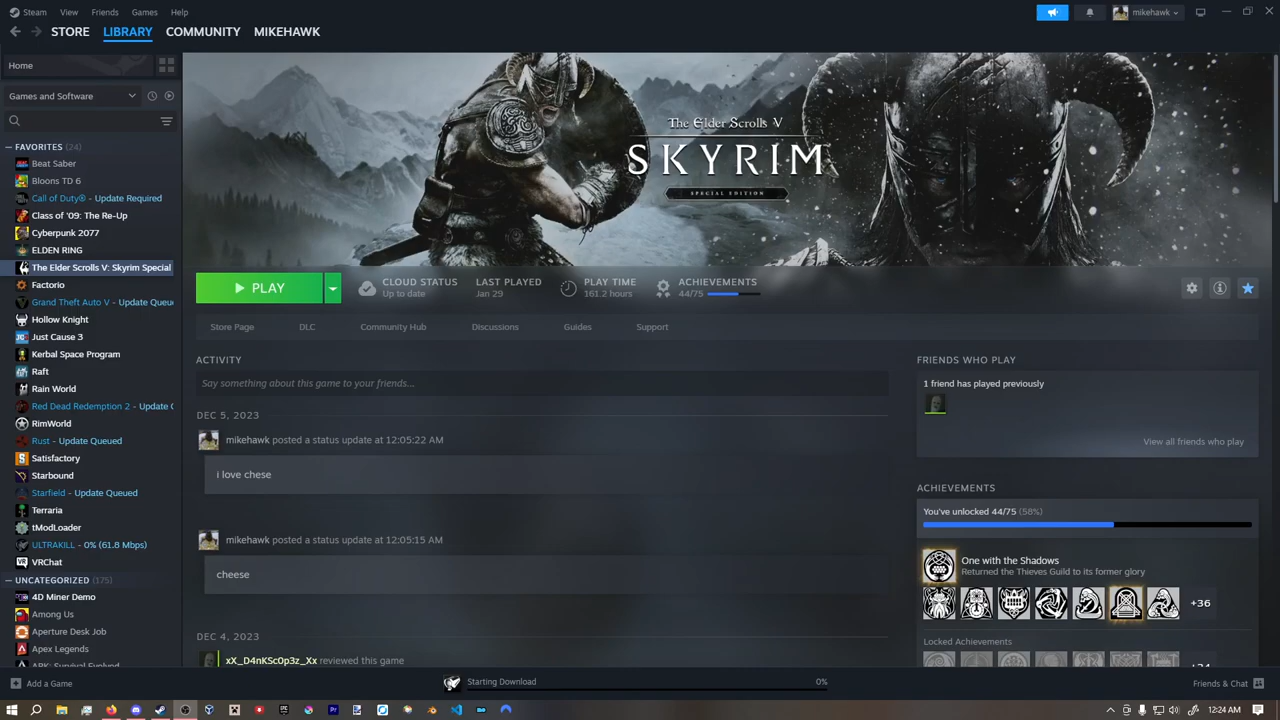 Steam View Friends Games Help
mikehawk
STORE LIBRARY COMMUNITY MIKEHAWK
Home
Games and Software
FAVORITES (24)
Beat Saber
Bloons TD 6
Call of Duty® - Update Required
Class of '09: The Re-Up
Cyberpunk 2077
ELDEN RING
The Elder Scrolls V: Skyrim Special
Factorio
Grand Theft Auto V - Update Queu
Hollow Knight
Just Cause 3
Kerbal Space Program
Raft
Rain World
Red Dead Redemption 2 - Update Q
RimWorld
Rust - Update Queued
Satisfactory
Starbound
Starfield - Update Queued
Terraria
tModLoader
ULTRAKILL - 0% (61.8 Mbps)
VRChat
UNCATEGORIZED (175)
4D Miner Demo
Among Us
Aperture Desk Job
Apex Legends
ARK: Survival Evolved
Add a Game
The Elder Scrolls V
SKYRIM
SPECIAL EDITION
PLAY
CLOUD STATUS
Up to date
LAST PLAYED
Jan 29
PLAY TIME
161.2 hours
ACHIEVEMENTS
44/75
Store Page DLC Community Hub Discussions Guides Support
ACTIVITY
Say something about this game to your friends...
DEC 5, 2023
mikehawk posted a status update at 12:05:22 AM
i love chese
mikehawk posted a status update at 12:05:15 AM
cheese
DEC 4, 2023
xX_D4nKSc0p3z_Xx reviewed this game
FRIENDS WHO PLAY
1 friend has played previously
View all friends who play
ACHIEVEMENTS
You've unlocked 44/75 (58%)
One with the Shadows
Returned the Thieves Guild to its former glory
+36
Locked Achievements
Starting Download 0%
Friends & Chat
12:24 AM